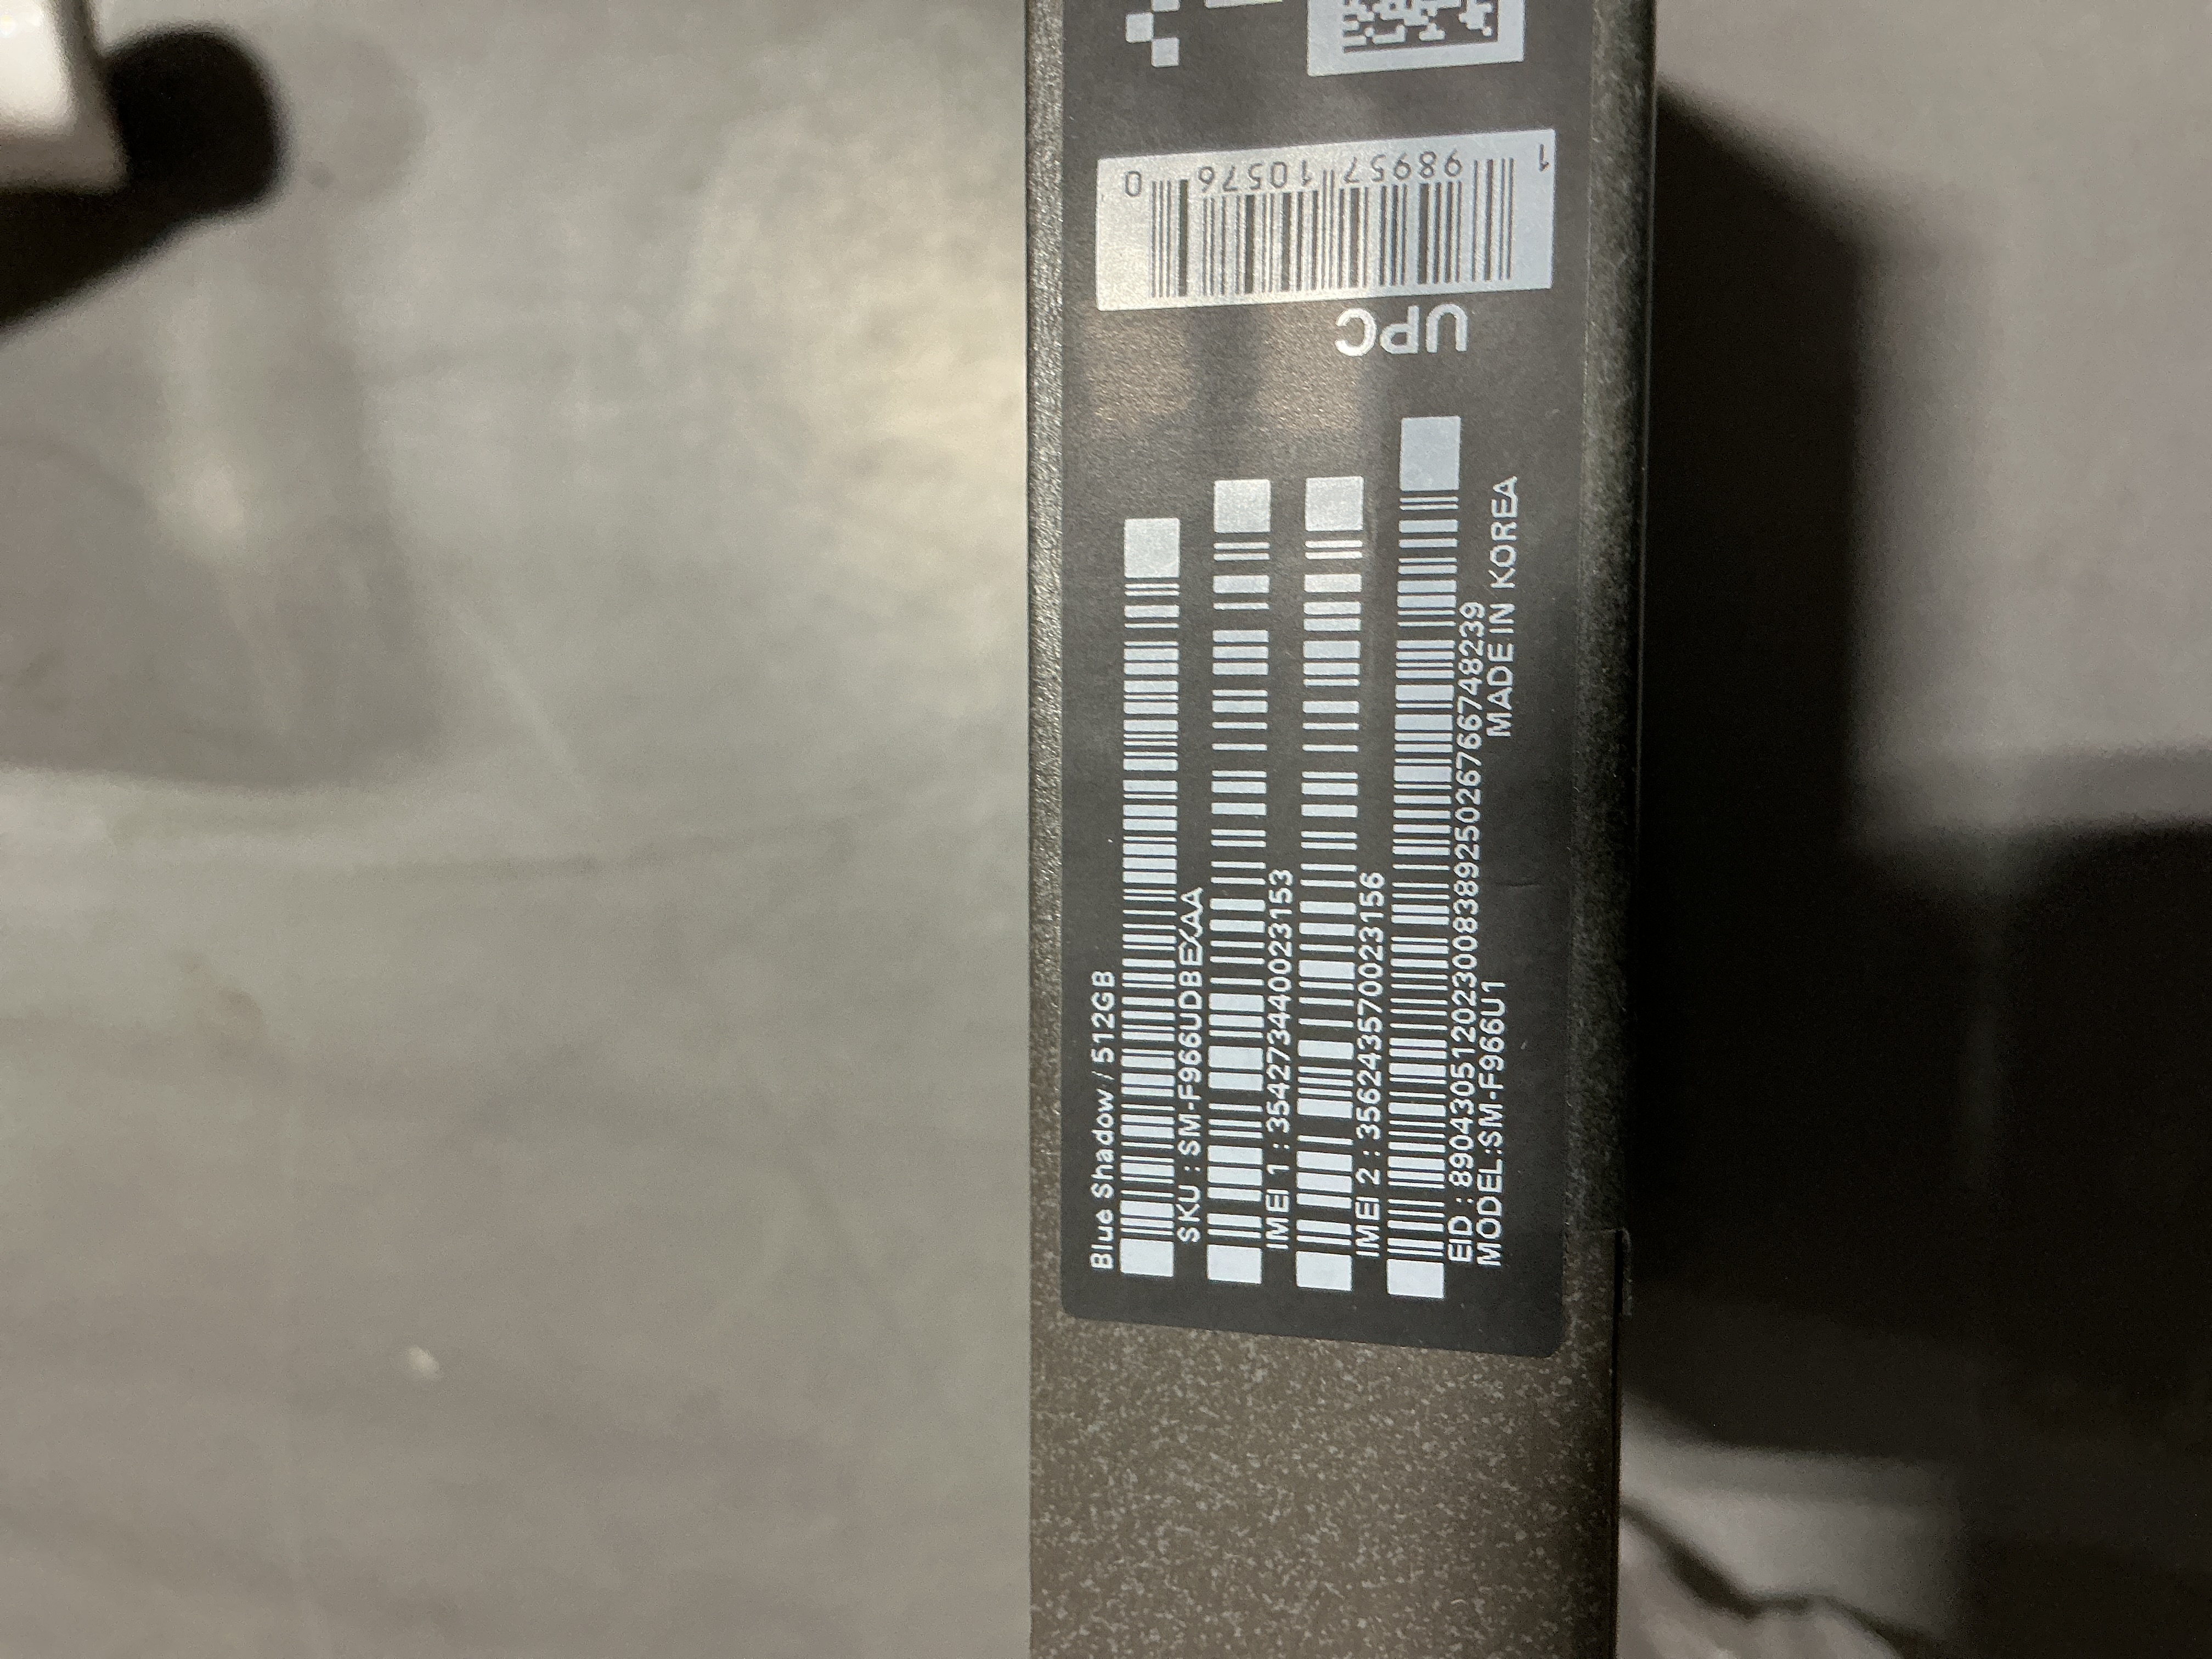 Blue Shadow / 512GB
SKU : SM-F966UDBEXAA
IMEI 1 : 354273440023153
IMEI 2 : 356243570023156
EID : 89043051202300838925026766748239
MODEL:SM-F966U1
MADE IN KOREA
UPC
1 98957 10576 0